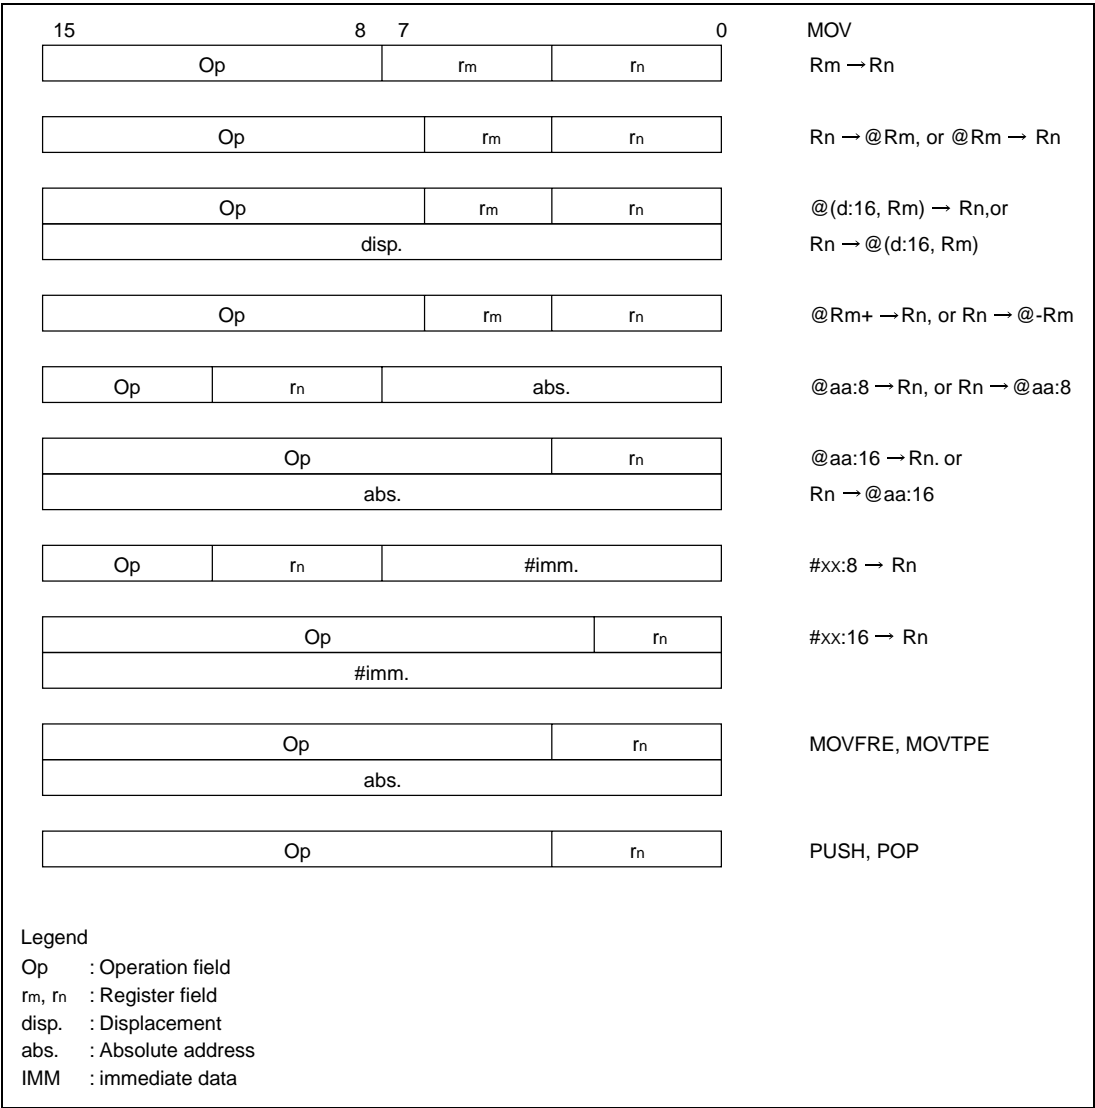 15 8 7 0 MOV
Op rm rn Rm → Rn
Op rm rn Rn → @Rm, or @Rm → Rn
Op rm rn @(d:16, Rm) → Rn,or
disp. Rn → @(d:16, Rm)
Op rm rn @Rm+ → Rn, or Rn → @-Rm
Op rn abs. @aa:8 → Rn, or Rn → @aa:8
Op rn @aa:16 → Rn. or
abs. Rn → @aa:16
Op rn #imm. #xx:8 → Rn
Op rn #xx:16 → Rn
#imm.
Op rn MOVFRE, MOVTPE
abs.
Op rn PUSH, POP
Legend
Op : Operation field
rm, rn : Register field
disp. : Displacement
abs. : Absolute address
IMM : immediate data